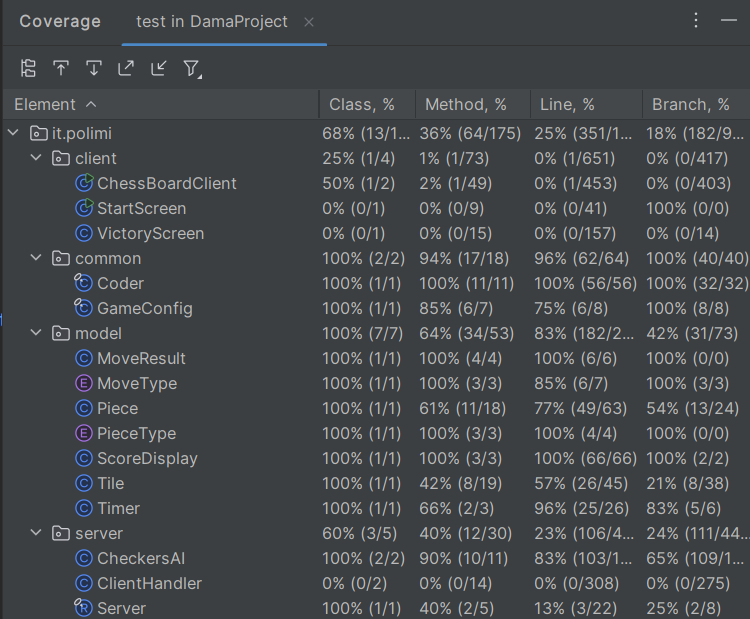 Coverage test in DamaProject
Element Class, % Method, % Line, % Branch, %
it.polimi 68% (13/1... 36% (64/175) 25% (351/1... 18% (182/9...
client 25% (1/4) 1% (1/73) 0% (1/651) 0% (0/417)
ChessBoardClient 50% (1/2) 2% (1/49) 0% (1/453) 0% (0/403)
StartScreen 0% (0/1) 0% (0/9) 0% (0/41) 100% (0/0)
VictoryScreen 0% (0/1) 0% (0/15) 0% (0/157) 0% (0/14)
common 100% (2/2) 94% (17/18) 96% (62/64) 100% (40/40)
Coder 100% (1/1) 100% (11/11) 100% (56/56) 100% (32/32)
GameConfig 100% (1/1) 85% (6/7) 75% (6/8) 100% (8/8)
model 100% (7/7) 64% (34/53) 83% (182/2... 42% (31/73)
MoveResult 100% (1/1) 100% (4/4) 100% (6/6) 100% (0/0)
MoveType 100% (1/1) 100% (3/3) 85% (6/7) 100% (3/3)
Piece 100% (1/1) 61% (11/18) 77% (49/63) 54% (13/24)
PieceType 100% (1/1) 100% (3/3) 100% (4/4) 100% (0/0)
ScoreDisplay 100% (1/1) 100% (3/3) 100% (66/66) 100% (2/2)
Tile 100% (1/1) 42% (8/19) 57% (26/45) 21% (8/38)
Timer 100% (1/1) 66% (2/3) 96% (25/26) 83% (5/6)
server 60% (3/5) 40% (12/30) 23% (106/4... 24% (111/44...
CheckersAI 100% (2/2) 90% (10/11) 83% (103/1... 65% (109/1...
ClientHandler 0% (0/2) 0% (0/14) 0% (0/308) 0% (0/275)
Server 100% (1/1) 40% (2/5) 13% (3/22) 25% (2/8)